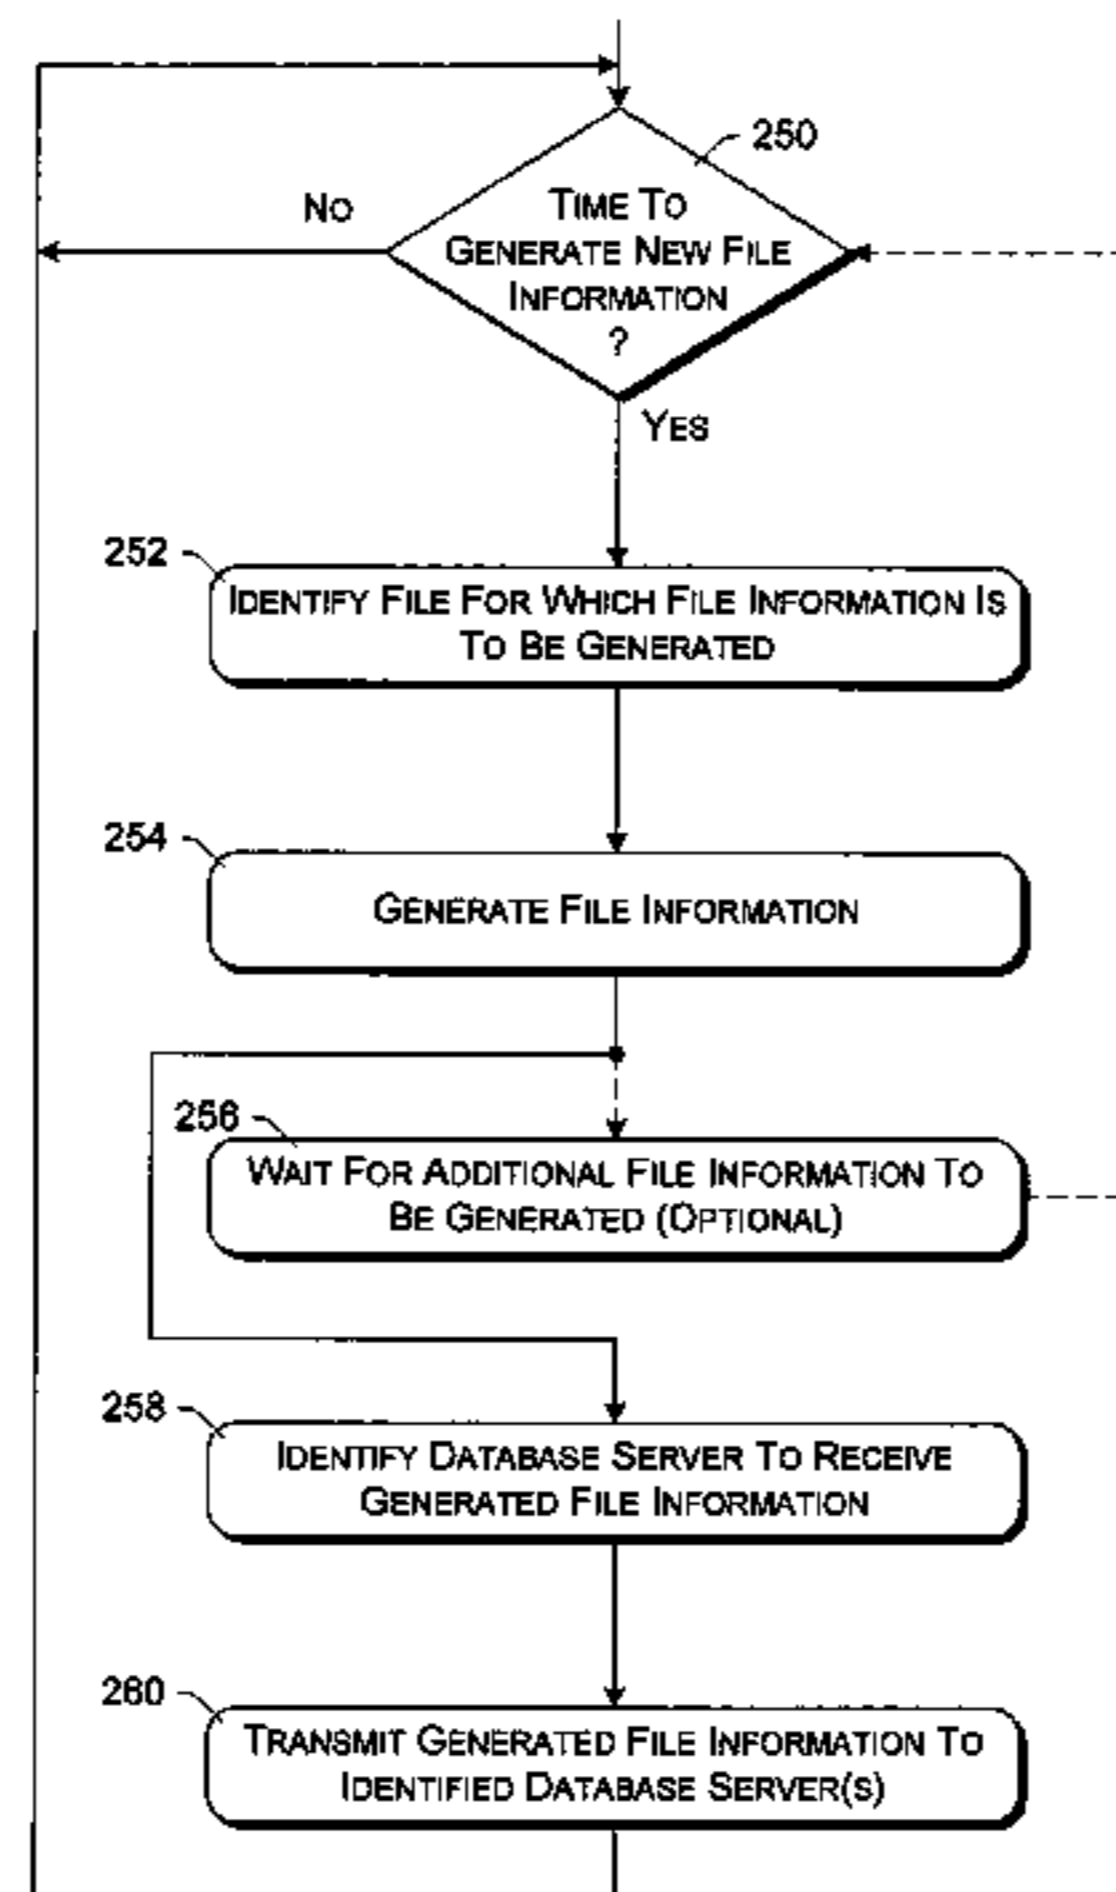 250
NO
TIME TO
GENERATE NEW FILE
INFORMATION
?
YES
252
IDENTIFY FILE FOR WHICH FILE INFORMATION IS
TO BE GENERATED
254
GENERATE FILE INFORMATION
256
WAIT FOR ADDITIONAL FILE INFORMATION TO
BE GENERATED (OPTIONAL)
258
IDENTIFY DATABASE SERVER TO RECEIVE
GENERATED FILE INFORMATION
260
TRANSMIT GENERATED FILE INFORMATION TO
IDENTIFIED DATABASE SERVER(S)